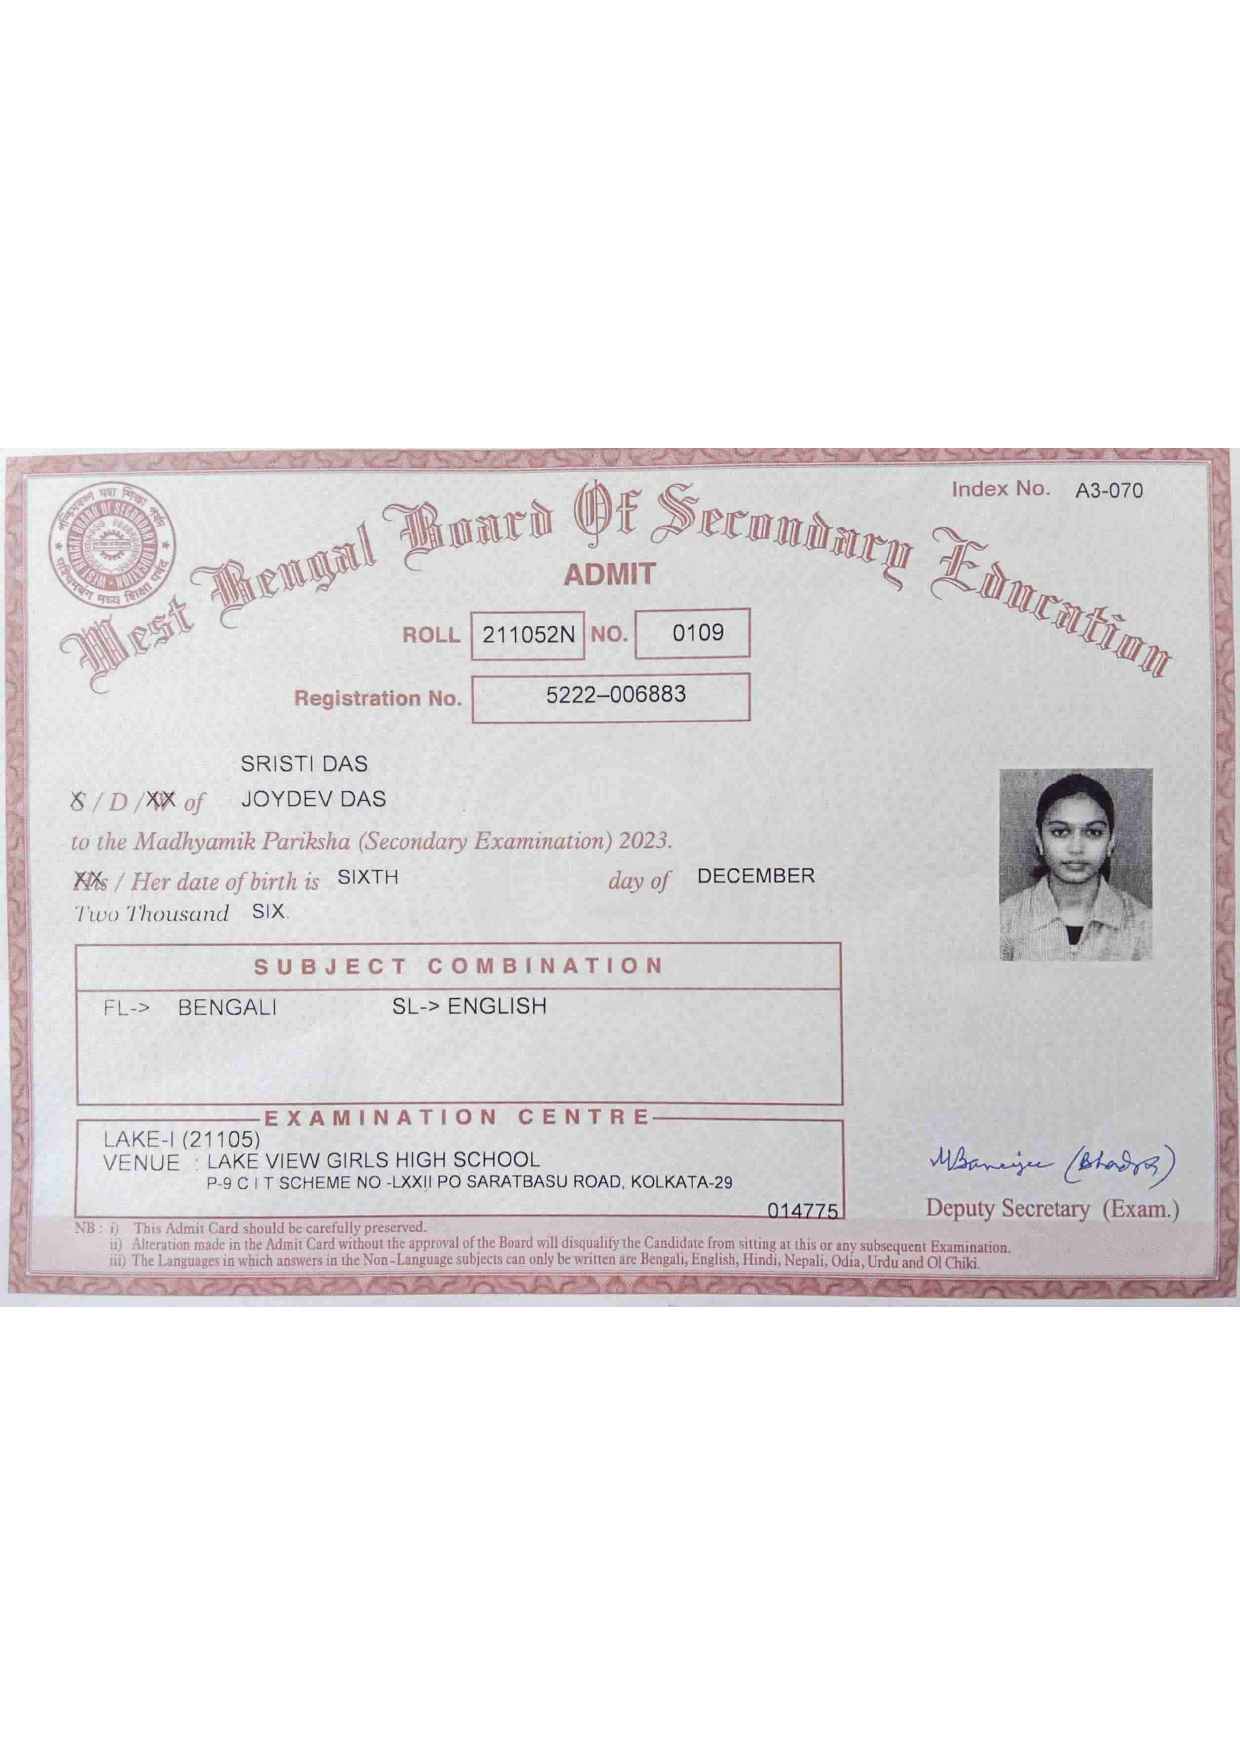 Index No. A3-070
West Bengal Board Of Secondary Education
ADMIT
ROLL 211052N NO. 0109
Registration No. 5222–006883
SRISTI DAS
S / D / W of JOYDEV DAS
to the Madhyamik Pariksha (Secondary Examination) 2023.
His / Her date of birth is SIXTH day of DECEMBER
Two Thousand SIX.
SUBJECT COMBINATION
FL-> BENGALI SL-> ENGLISH
EXAMINATION CENTRE
LAKE-I (21105)
VENUE : LAKE VIEW GIRLS HIGH SCHOOL
P-9 C I T SCHEME NO -LXXII PO SARATBASU ROAD, KOLKATA-29
014775
MBanerjee (Bhadra)
Deputy Secretary (Exam.)
NB : i) This Admit Card should be carefully preserved.
ii) Alteration made in the Admit Card without the approval of the Board will disqualify the Candidate from sitting at this or any subsequent Examination.
iii) The Languages in which answers in the Non-Language subjects can only be written are Bengali, English, Hindi, Nepali, Odia, Urdu and Ol Chiki.